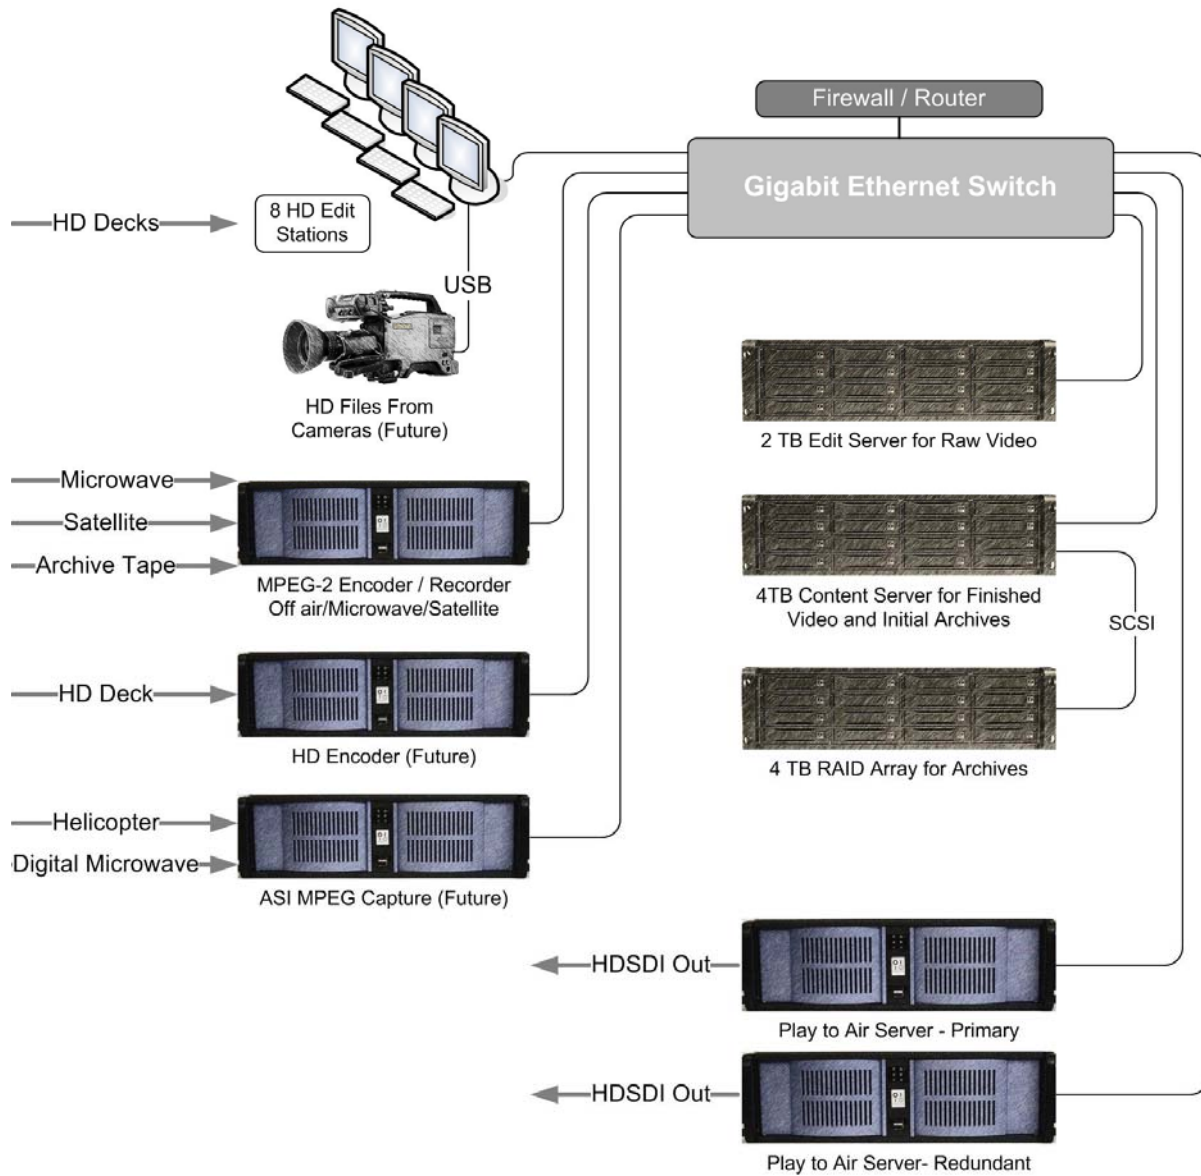 Firewall / Router
Gigabit Ethernet Switch
HD Decks
8 HD Edit
Stations
USB
HD Files From
Cameras (Future)
Microwave
Satellite
Archive Tape
MPEG-2 Encoder / Recorder
Off air/Microwave/Satellite
HD Deck
HD Encoder (Future)
Helicopter
Digital Microwave
ASI MPEG Capture (Future)
2 TB Edit Server for Raw Video
4TB Content Server for Finished
Video and Initial Archives
SCSI
4 TB RAID Array for Archives
HDSDI Out
Play to Air Server - Primary
HDSDI Out
Play to Air Server- Redundant